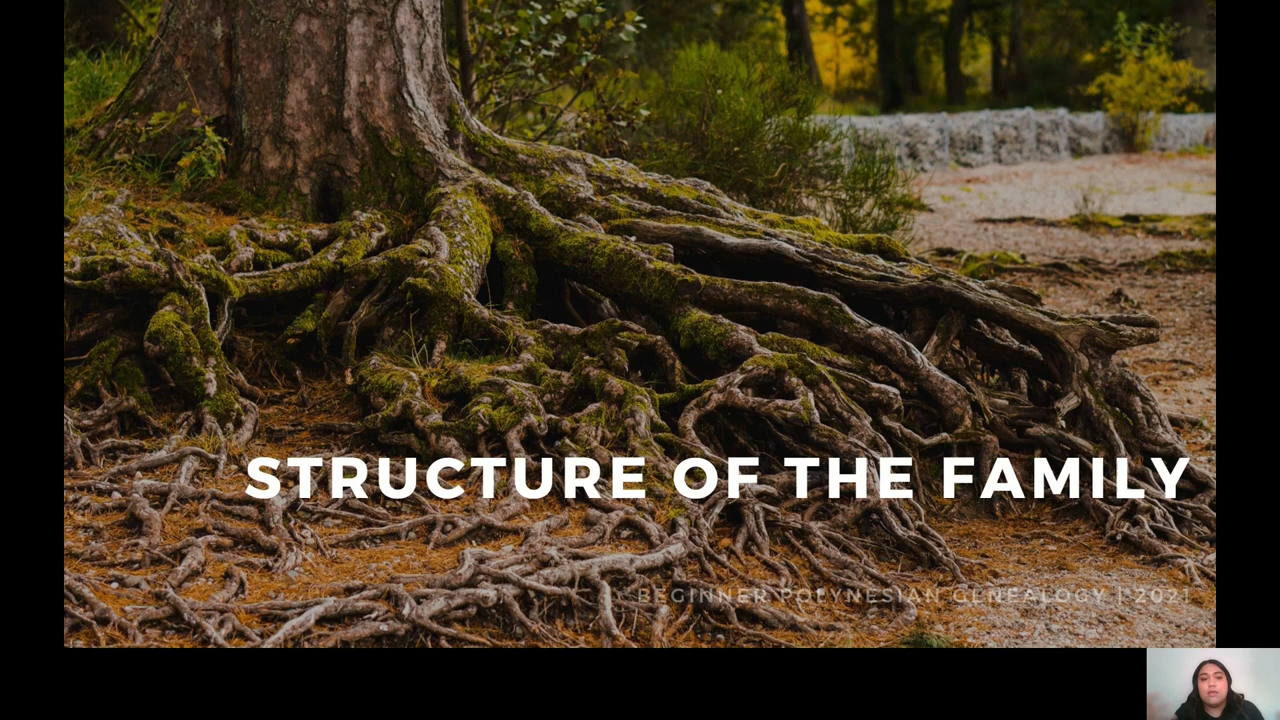 STRUCTURE OF THE FAMILY
BEGINNER POLYNESIAN GENEALOGY | 2021